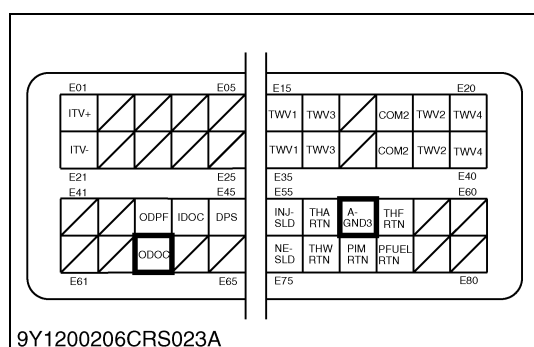 E01 E05 E15 E20
ITV+ TWV1 TWV3 COM2 TWV2 TWV4
ITV- TWV1 TWV3 COM2 TWV2 TWV4
E21 E25 E35 E40
E41 E45 E55 E60
ODPF IDOC DPS INJ- THA A- THF
SLD RTN GND3 RTN
ODOC NE- THW PIM PFUEL
SLD RTN RTN RTN
E61 E65 E75 E80
9Y1200206CRS023A